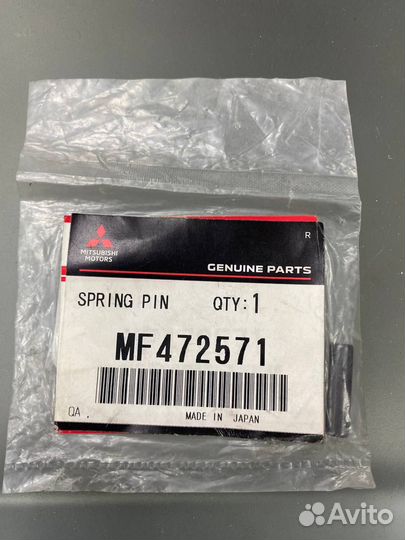 R
MITSUBISHI
MOTORS
GENUINE PARTS
SPRING PIN QTY:1
MF472571
QA.
MADE IN JAPAN
Avito